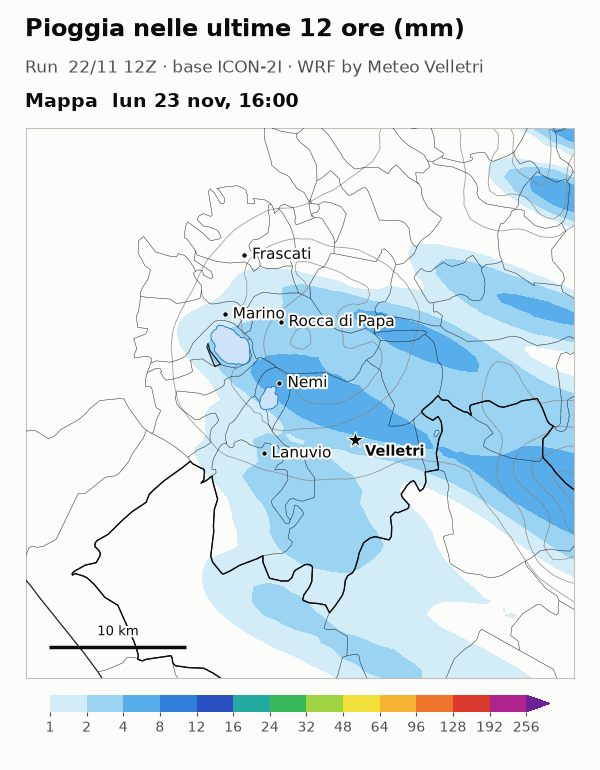 Pioggia nelle ultime 12 ore (mm)
Run  22/11 12Z · base ICON-2I · WRF by Meteo Velletri
Mappa  lun 23 nov, 16:00
Frascati
Marino
Rocca di Papa
Nemi
Velletri
Lanuvio
10 km
1 2 4 8 12 16 24 32 48 64 96 128 192 256